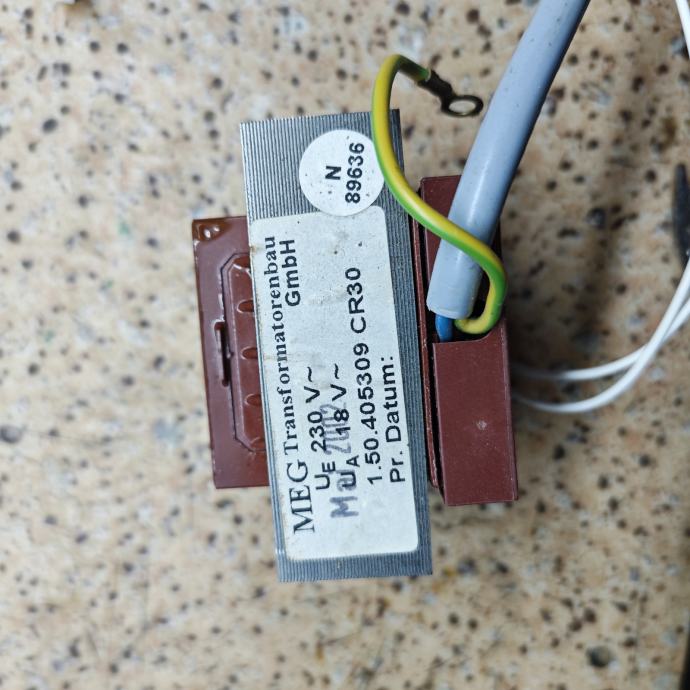 N
89636
MEG Transformatorenbau
GmbH
UE 230 V~
UA 18 V~
1.50.405309 CR30
Pr. Datum: